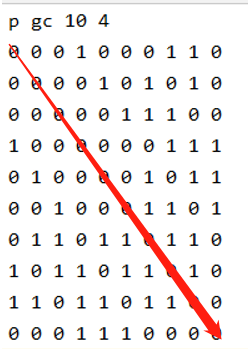 p gc 10 4
0 0 0 1 0 0 0 1 1 0
0 0 0 0 1 0 1 0 1 0
0 0 0 0 0 1 1 1 0 0
1 0 0 0 0 0 0 1 1 1
0 1 0 0 0 0 1 0 1 1
0 0 1 0 0 0 1 1 0 1
0 1 1 0 1 1 0 1 1 0
1 0 1 1 0 1 1 0 1 0
1 1 0 1 1 0 1 1 0 0
0 0 0 1 1 1 0 0 0 0